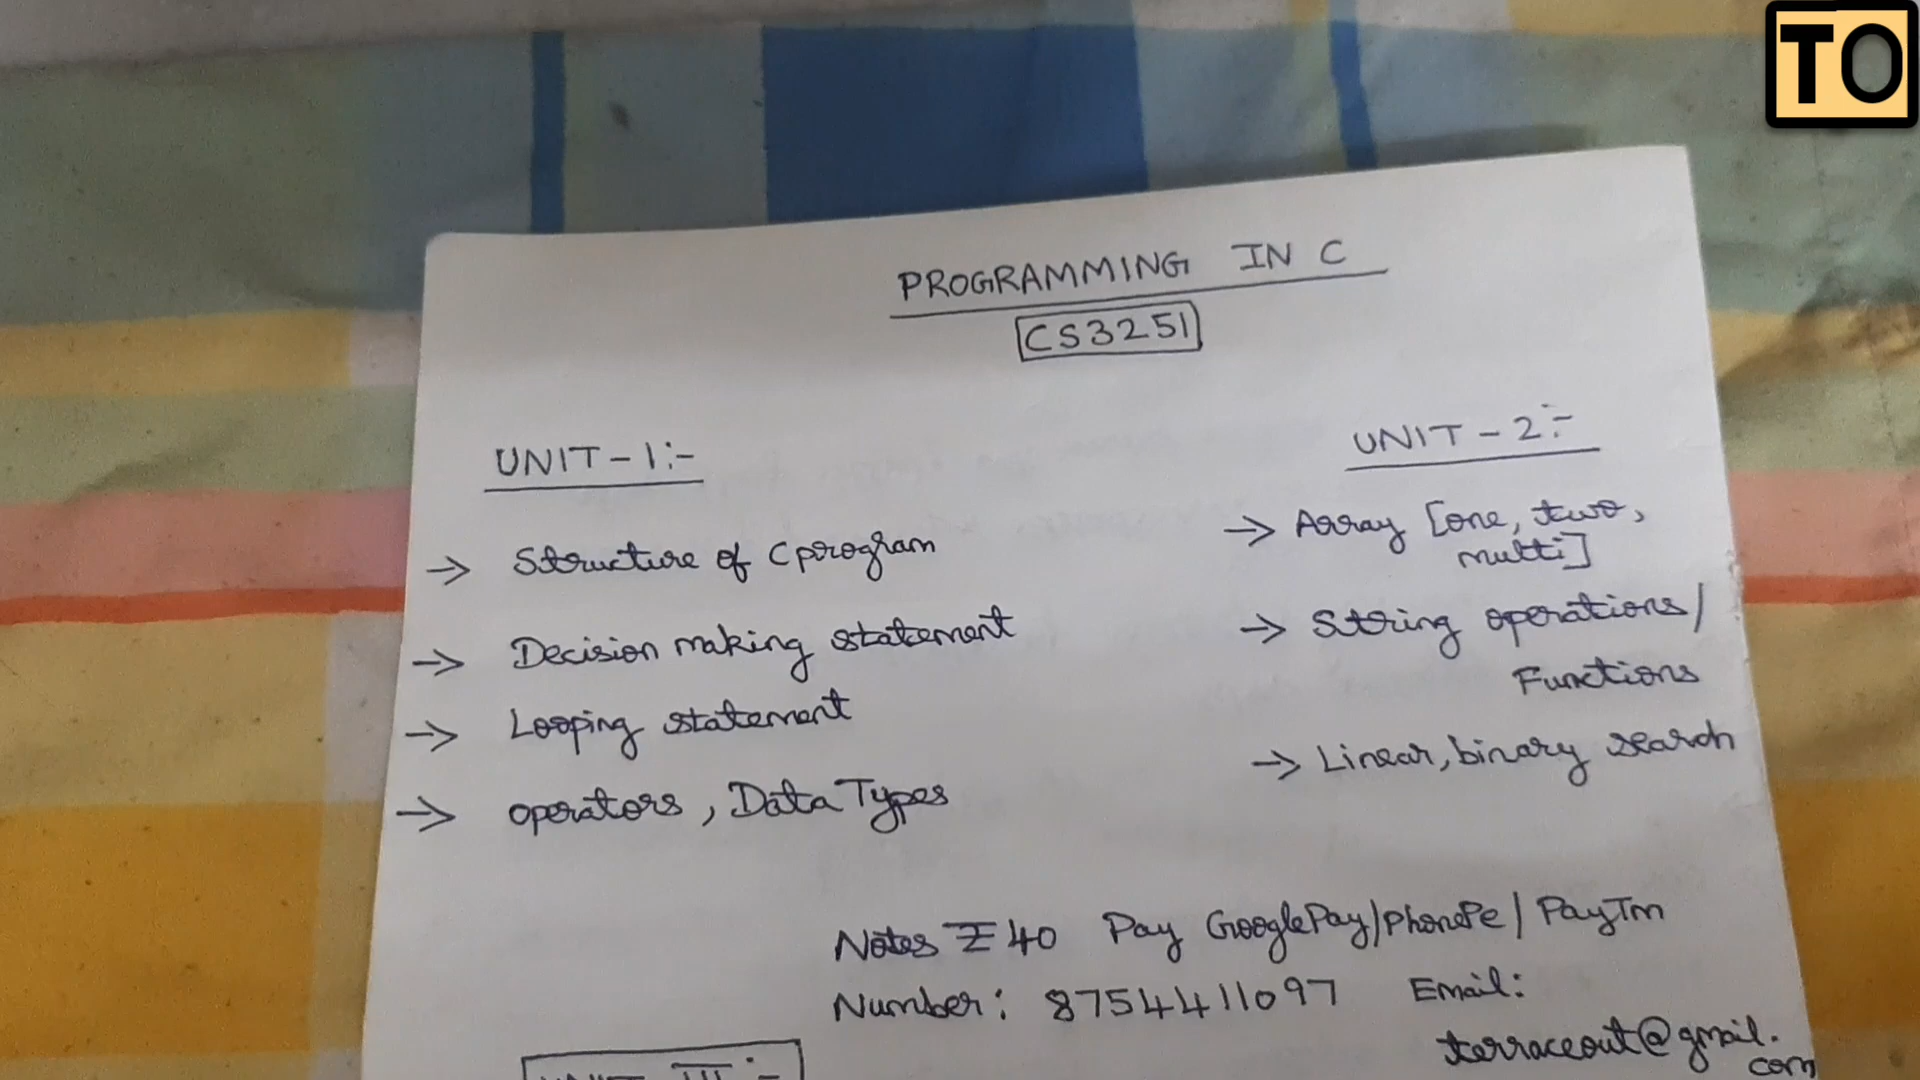 TO
PROGRAMMING IN C
CS3251
UNIT-1:-
→ Structure of C program
→ Decision making statement
→ Looping statement
→ operators, Data Types
UNIT-2:-
→ Array [one, two,
multi]
→ String operations/
Functions
→ Linear, binary search
Notes ₹40 Pay GooglePay/PhonePe/PayTm
Number: 8754411097 Email:
terraceout@gmail.
com
UNIT-III:-